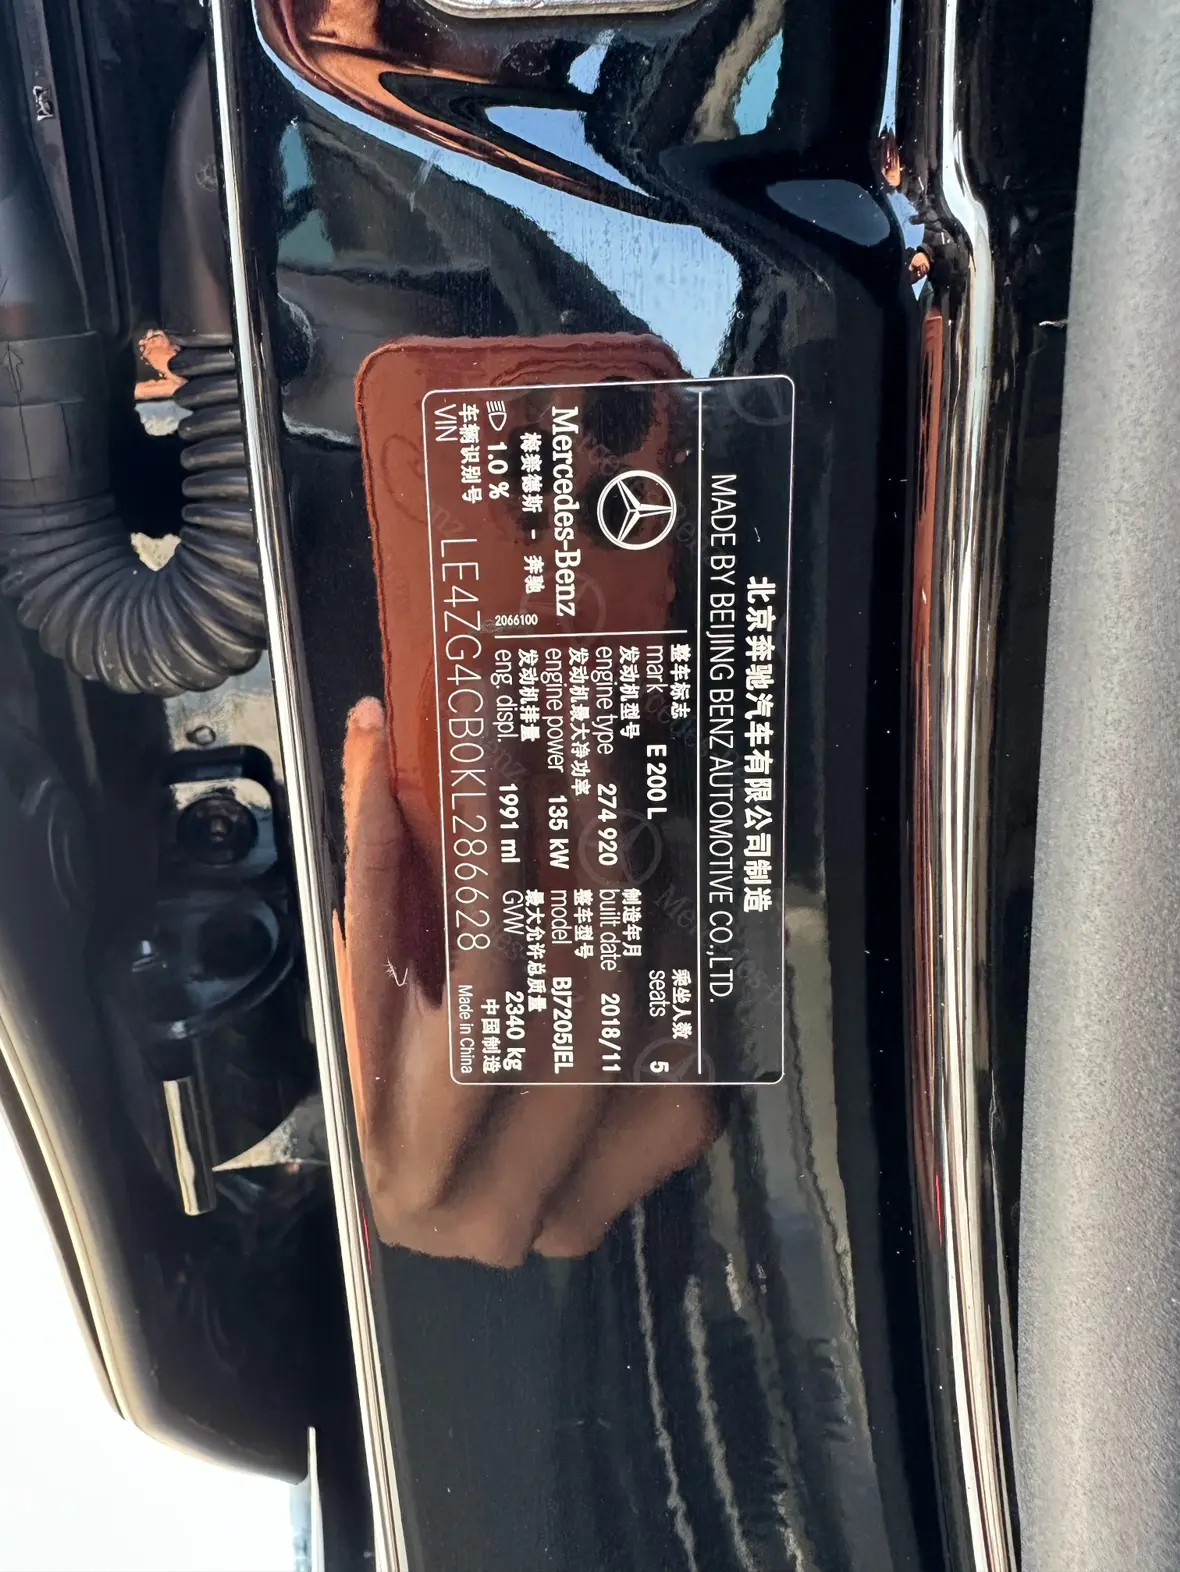 北京奔驰汽车有限公司制造
MADE BY BEIJING BENZ AUTOMOTIVE CO.,LTD.
Mercedes-Benz
梅赛德斯 - 奔驰
1.0 %
2066100
整车标志
mark E 200 L
乘坐人数
seats 5
发动机型号
engine type 274 920
制造年月
built date 2018/11
发动机最大净功率
engine power 135 kW
整车型号
model BJ7205JEL
发动机排量
eng. displ. 1991 ml
最大允许总质量
GVW 2340 kg
车辆识别号
VIN LE4ZG4CB0KL286628
中国制造
Made in China